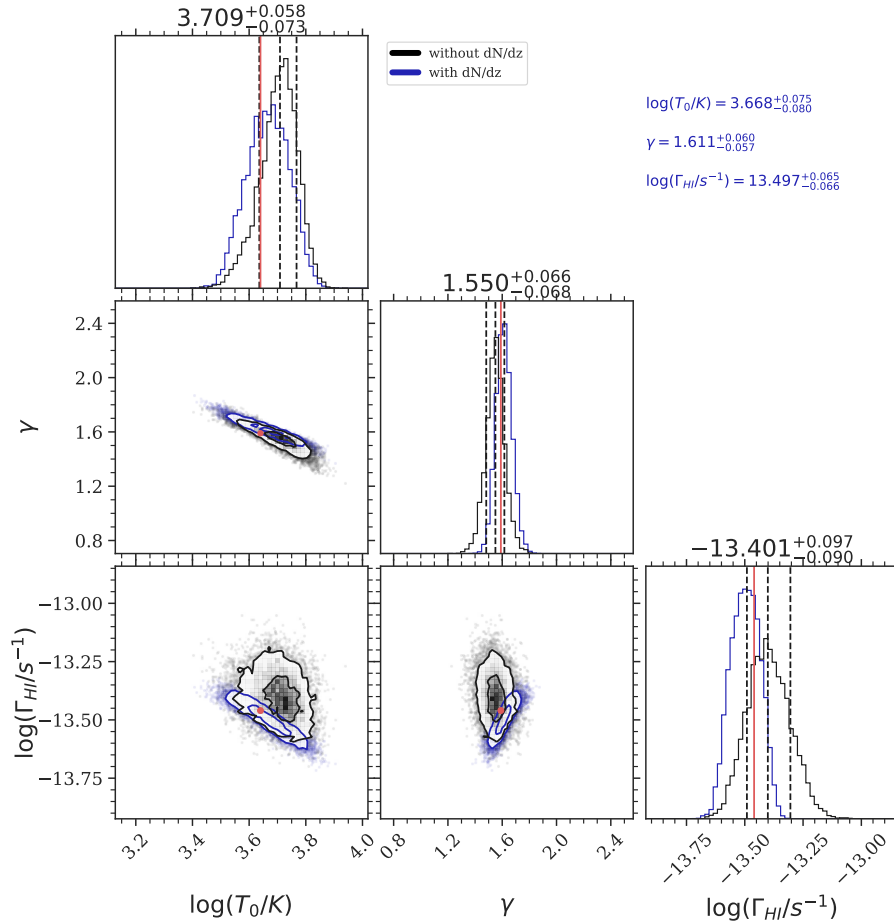 3.709+0.058−0.073
without dN/dz
with dN/dz
log(T0/K) = 3.668+0.075−0.080
γ = 1.611+0.060−0.057
log(ΓHI/s−1) = 13.497+0.065−0.066
1.550+0.066−0.068
γ
2.4
2.0
1.6
1.2
0.8
−13.401+0.097−0.090
log(ΓHI/s−1)
−13.00
−13.25
−13.50
−13.75
3.2 3.4 3.6 3.8 4.0
0.8 1.2 1.6 2.0 2.4
−13.75 −13.50 −13.25 −13.00
log(T0/K) γ log(ΓHI/s−1)